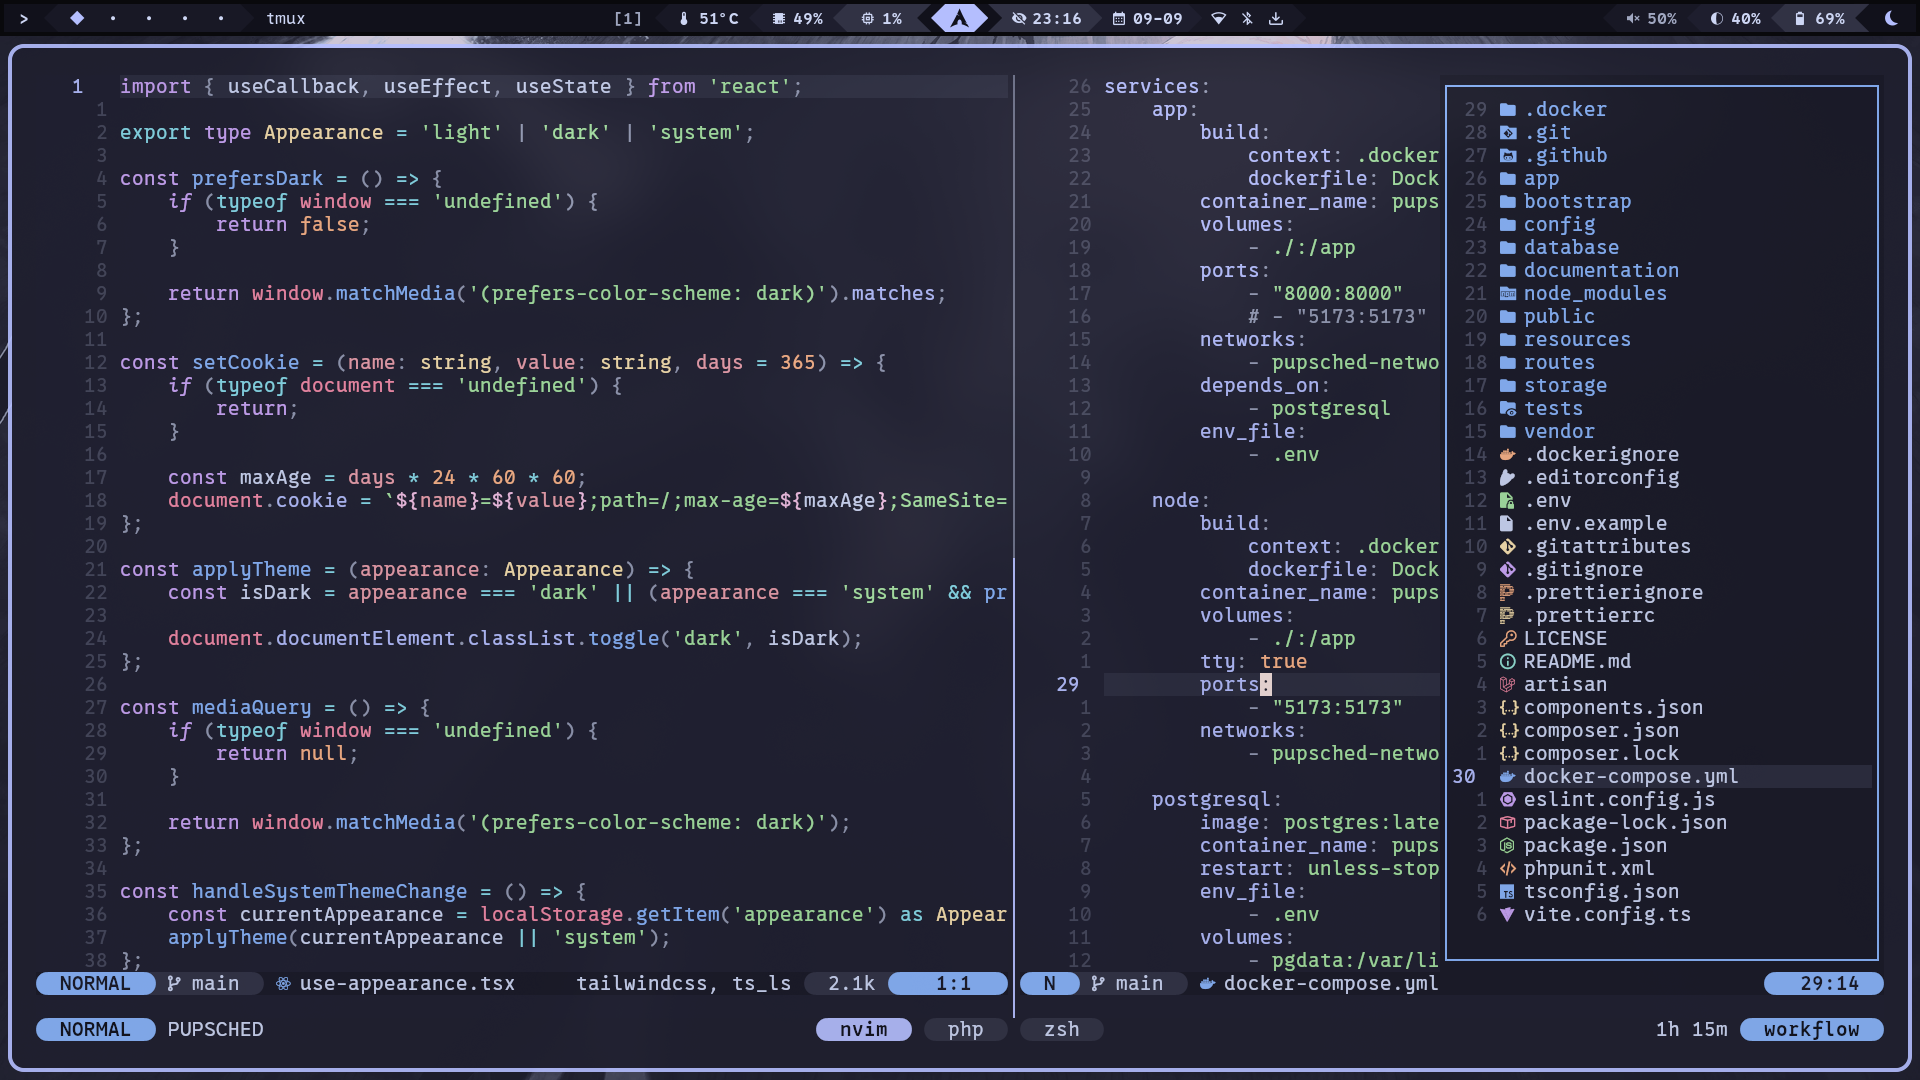 > tmux [1] 51°C 49% 1% 23:16 09-09 50% 40% 69%
1 import { useCallback, useEffect, useState } from 'react';
1
2 export type Appearance = 'light' | 'dark' | 'system';
3
4 const prefersDark = () => {
5     if (typeof window === 'undefined') {
6         return false;
7     }
8
9     return window.matchMedia('(prefers-color-scheme: dark)').matches;
10 };
11
12 const setCookie = (name: string, value: string, days = 365) => {
13     if (typeof document === 'undefined') {
14         return;
15     }
16
17     const maxAge = days * 24 * 60 * 60;
18     document.cookie = `${name}=${value};path=/;max-age=${maxAge};SameSite=
19 };
20
21 const applyTheme = (appearance: Appearance) => {
22     const isDark = appearance === 'dark' || (appearance === 'system' && pr
23
24     document.documentElement.classList.toggle('dark', isDark);
25 };
26
27 const mediaQuery = () => {
28     if (typeof window === 'undefined') {
29         return null;
30     }
31
32     return window.matchMedia('(prefers-color-scheme: dark)');
33 };
34
35 const handleSystemThemeChange = () => {
36     const currentAppearance = localStorage.getItem('appearance') as Appear
37     applyTheme(currentAppearance || 'system');
38 };
NORMAL main use-appearance.tsx tailwindcss, ts_ls 2.1k 1:1
26 services:
25     app:
24         build:
23             context: .docker
22             dockerfile: Dock
21         container_name: pups
20         volumes:
19             - ./:/app
18         ports:
17             - "8000:8000"
16             # - "5173:5173"
15         networks:
14             - pupsched-netwo
13         depends_on:
12             - postgresql
11         env_file:
10             - .env
9
8     node:
7         build:
6             context: .docker
5             dockerfile: Dock
4         container_name: pups
3         volumes:
2             - ./:/app
1         tty: true
29         ports:
1             - "5173:5173"
2         networks:
3             - pupsched-netwo
4
5     postgresql:
6         image: postgres:late
7         container_name: pups
8         restart: unless-stop
9         env_file:
10             - .env
11         volumes:
12             - pgdata:/var/li
29 .docker
28 .git
27 .github
26 app
25 bootstrap
24 config
23 database
22 documentation
21 node_modules
20 public
19 resources
18 routes
17 storage
16 tests
15 vendor
14 .dockerignore
13 .editorconfig
12 .env
11 .env.example
10 .gitattributes
9 .gitignore
8 .prettierignore
7 .prettierrc
6 LICENSE
5 README.md
4 artisan
3 components.json
2 composer.json
1 composer.lock
30 docker-compose.yml
1 eslint.config.js
2 package-lock.json
3 package.json
4 phpunit.xml
5 tsconfig.json
6 vite.config.ts
N main docker-compose.yml 29:14
NORMAL PUPSCHED nvim php zsh 1h 15m workflow